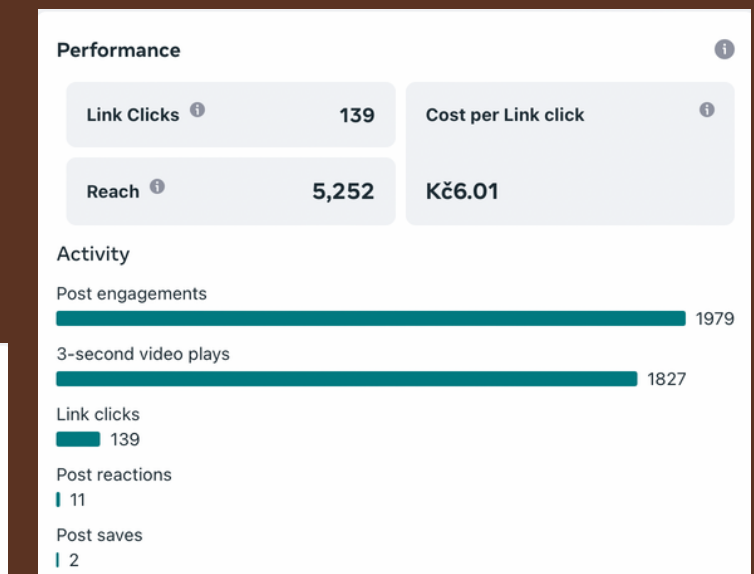 Performance
Link Clicks 139
Cost per Link click
Reach 5,252
Kč6.01
Activity
Post engagements
1979
3-second video plays
1827
Link clicks
139
Post reactions
11
Post saves
2